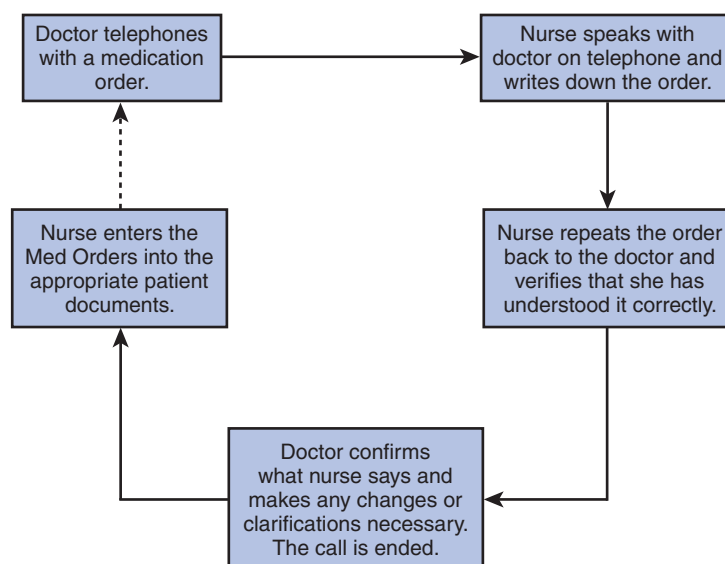 Doctor telephones
with a medication
order.
Nurse speaks with
doctor on telephone and
writes down the order.
Nurse repeats the order
back to the doctor and
verifies that she has
understood it correctly.
Doctor confirms
what nurse says and
makes any changes or
clarifications necessary.
The call is ended.
Nurse enters the
Med Orders into the
appropriate patient
documents.